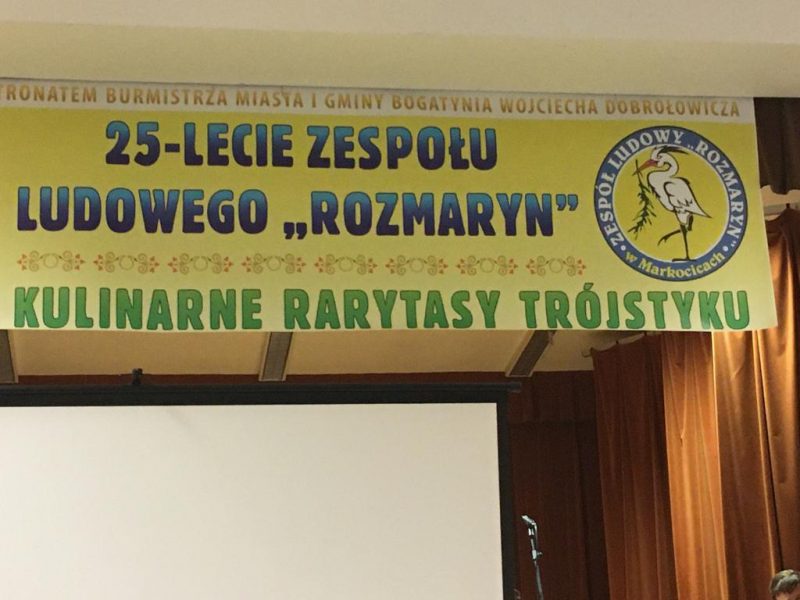 TRONATEM BURMISTRZA MIASTA I GMINY BOGATYNIA WOJCIECHA DOBROŁOWICZA
25-LECIE ZESPOŁU
LUDOWEGO „ROZMARYN”
KULINARNE RARYTASY TRÓJSTYKU
ZESPÓŁ LUDOWY „ROZMARYN”
w Markocicach